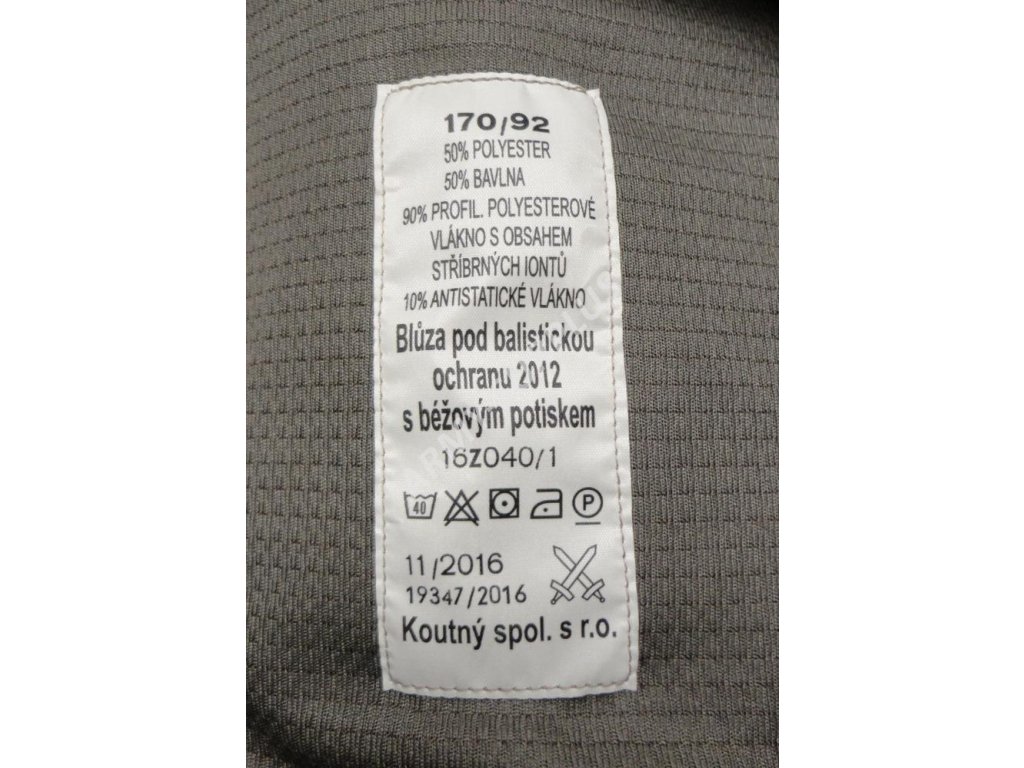 170/92
50% POLYESTER
50% BAVLNA
90% PROFIL. POLYESTEROVÉ
VLÁKNO S OBSAHEM
STŘÍBRNÝCH IONTŮ
10% ANTISTATICKÉ VLÁKNO
Blůza pod balistickou
ochranu 2012
s béžovým potiskem
16Z040/1
40
P
11/2016
19347/2016
Koutný spol. s r.o.